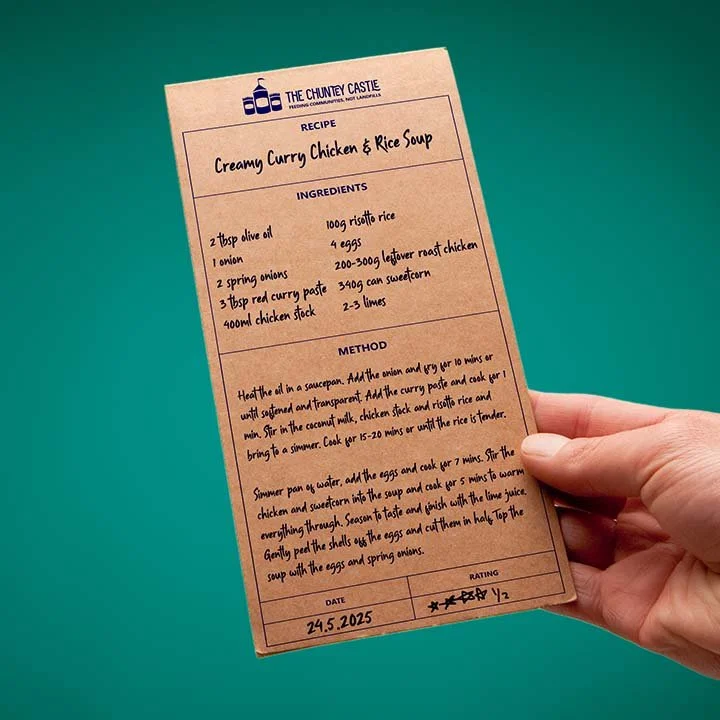 THE CHUNTEY CASTLE
FEEDING COMMUNITIES, NOT LANDFILLS
RECIPE
Creamy Curry Chicken & Rice Soup
INGREDIENTS
2 tbsp olive oil
1 onion
2 spring onions
3 tbsp red curry paste
400ml chicken stock
100g risotto rice
4 eggs
200-300g leftover roast chicken
340g can sweetcorn
2-3 limes
METHOD
Heat the oil in a saucepan. Add the onion and fry for 10 mins or
until softened and transparent. Add the curry paste and cook for 1
min. Stir in the coconut milk, chicken stock and risotto rice and
bring to a simmer. Cook for 15-20 mins or until the rice is tender.
Simmer pan of water, add the eggs and cook for 7 mins. Stir the
chicken and sweetcorn into the soup and cook for 5 mins to warm
everything through. Season to taste and finish with the lime juice.
Gently peel the shells off the eggs and cut them in half. Top the
soup with the eggs and spring onions.
DATE
24.5.2025
RATING
★★★★ 1/2